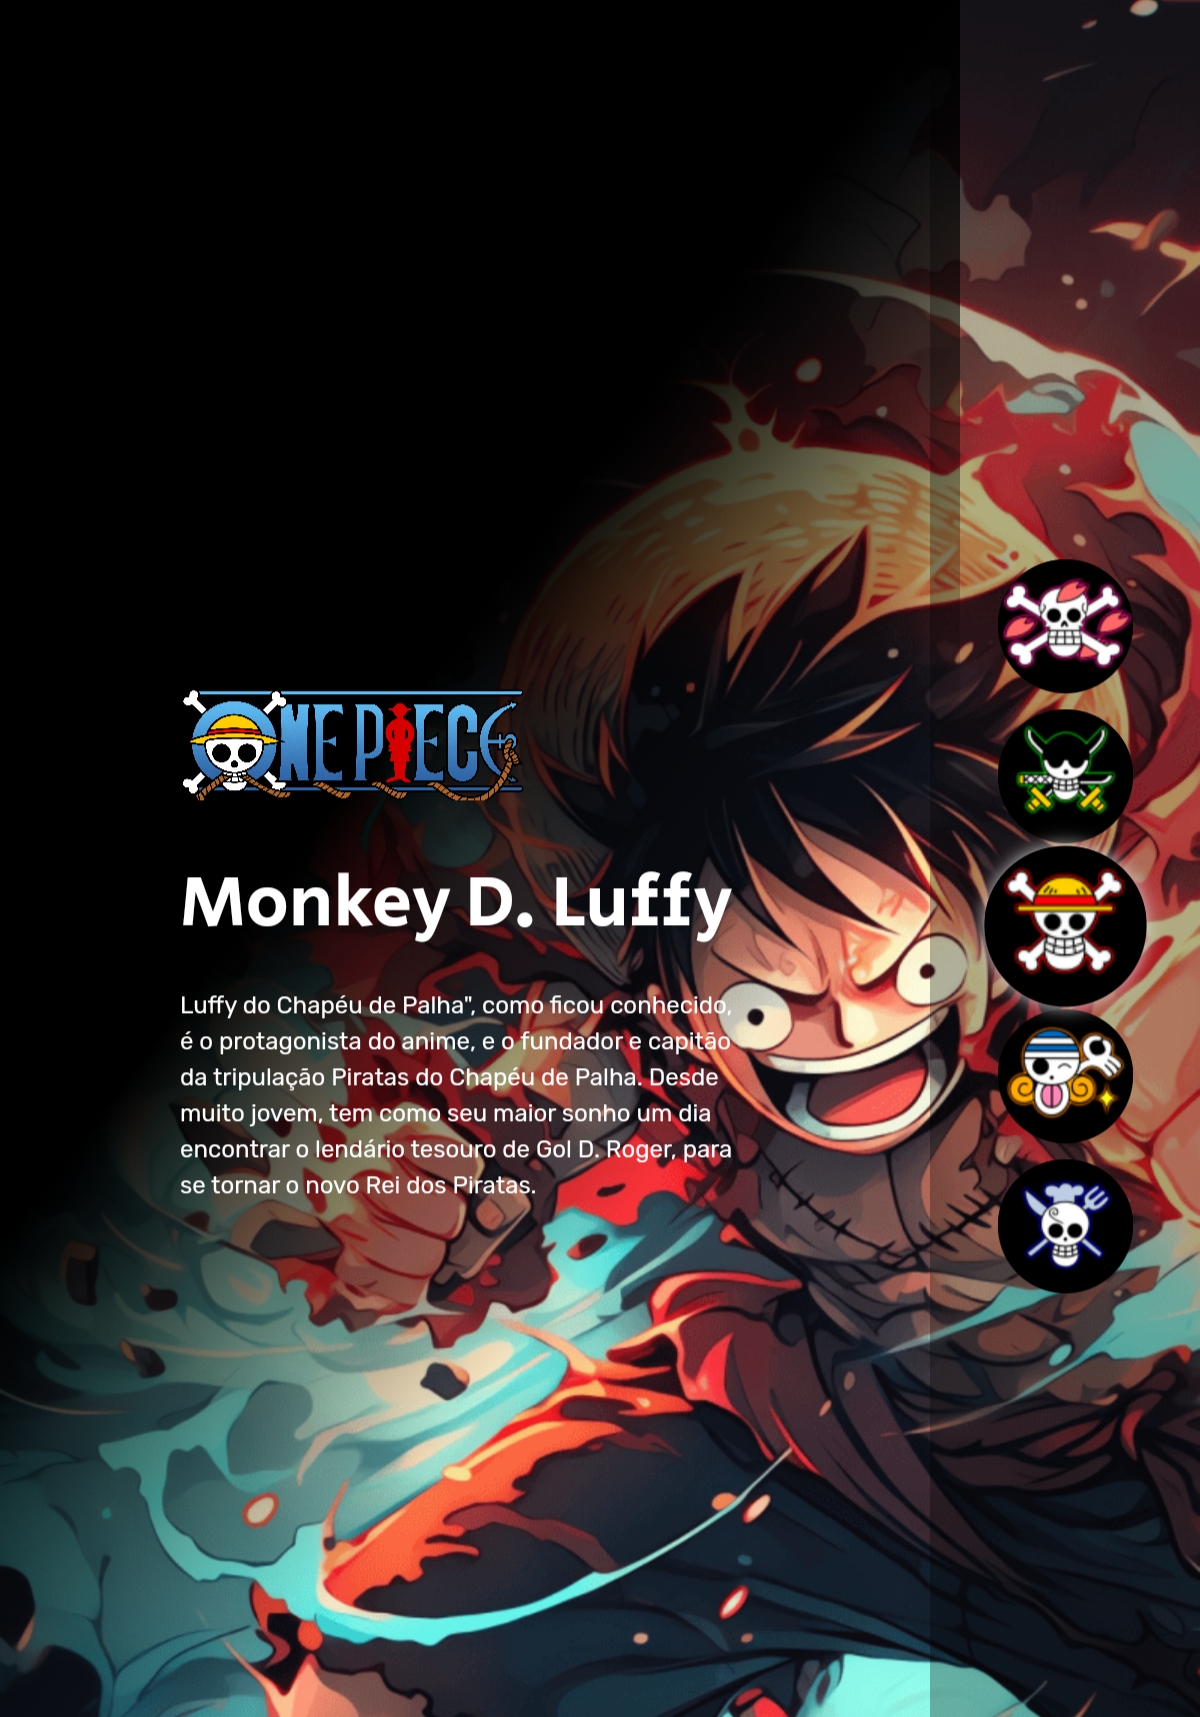 ONE PIECE
Monkey D. Luffy
Luffy do Chapéu de Palha", como ficou conhecido,
é o protagonista do anime, e o fundador e capitão
da tripulação Piratas do Chapéu de Palha. Desde
muito jovem, tem como seu maior sonho um dia
encontrar o lendário tesouro de Gol D. Roger, para
se tornar o novo Rei dos Piratas.